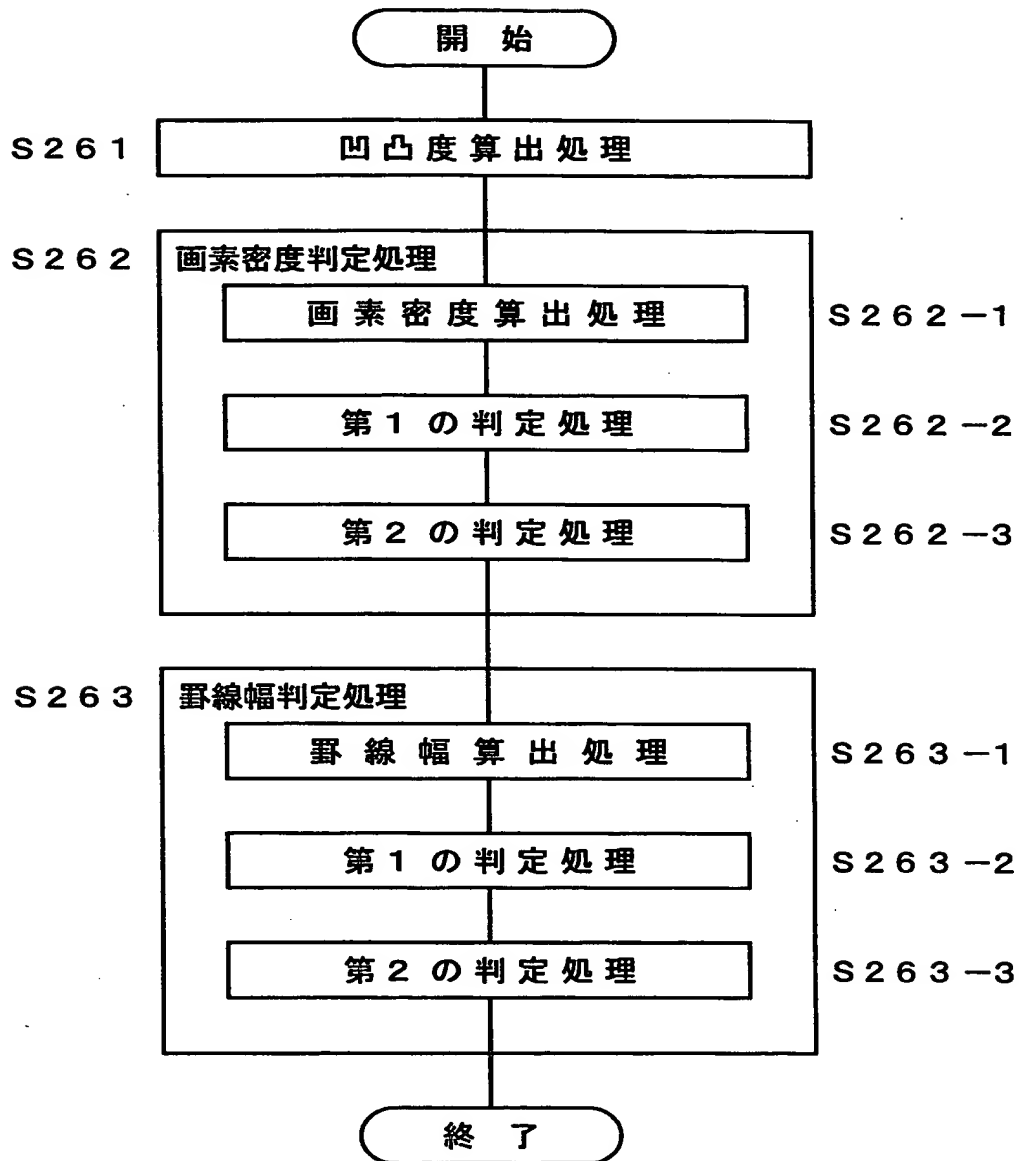 開始
S261 凹凸度算出処理
S262 画素密度判定処理
画素密度算出処理 S262-1
第1の判定処理 S262-2
第2の判定処理 S262-3
S263 罫線幅判定処理
罫線幅算出処理 S263-1
第1の判定処理 S263-2
第2の判定処理 S263-3
終了